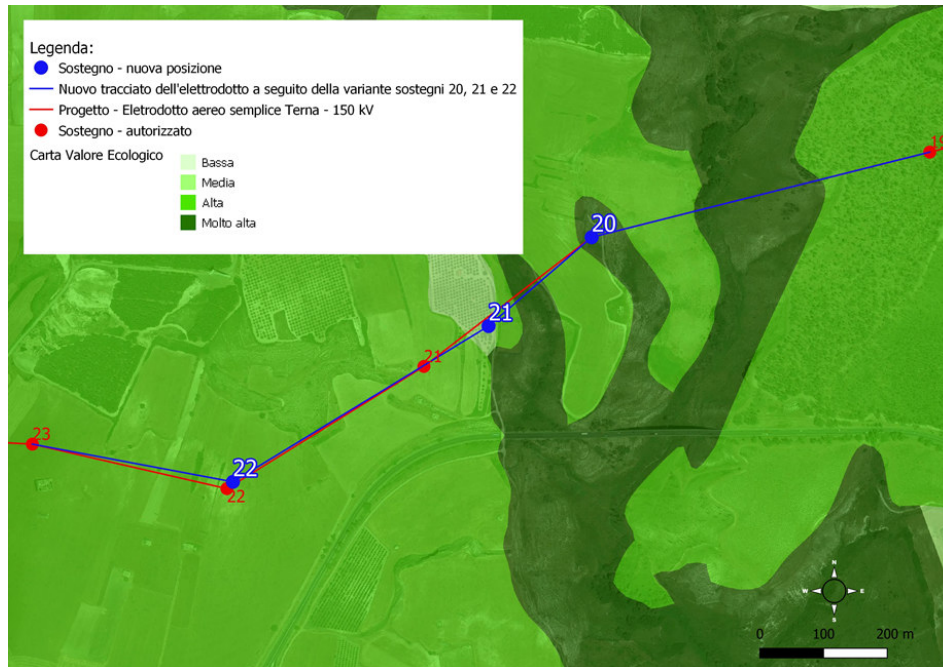 Legenda:
Sostegno - nuova posizione
Nuovo tracciato dell'elettrodotto a seguito della variante sostegni 20, 21 e 22
Progetto - Eletrodotto aereo semplice Terna - 150 kV
Sostegno - autorizzato
Carta Valore Ecologico
Bassa
Media
Alta
Molto alta
20
21
21
23
22
22
N
W E
S
0 100 200 m